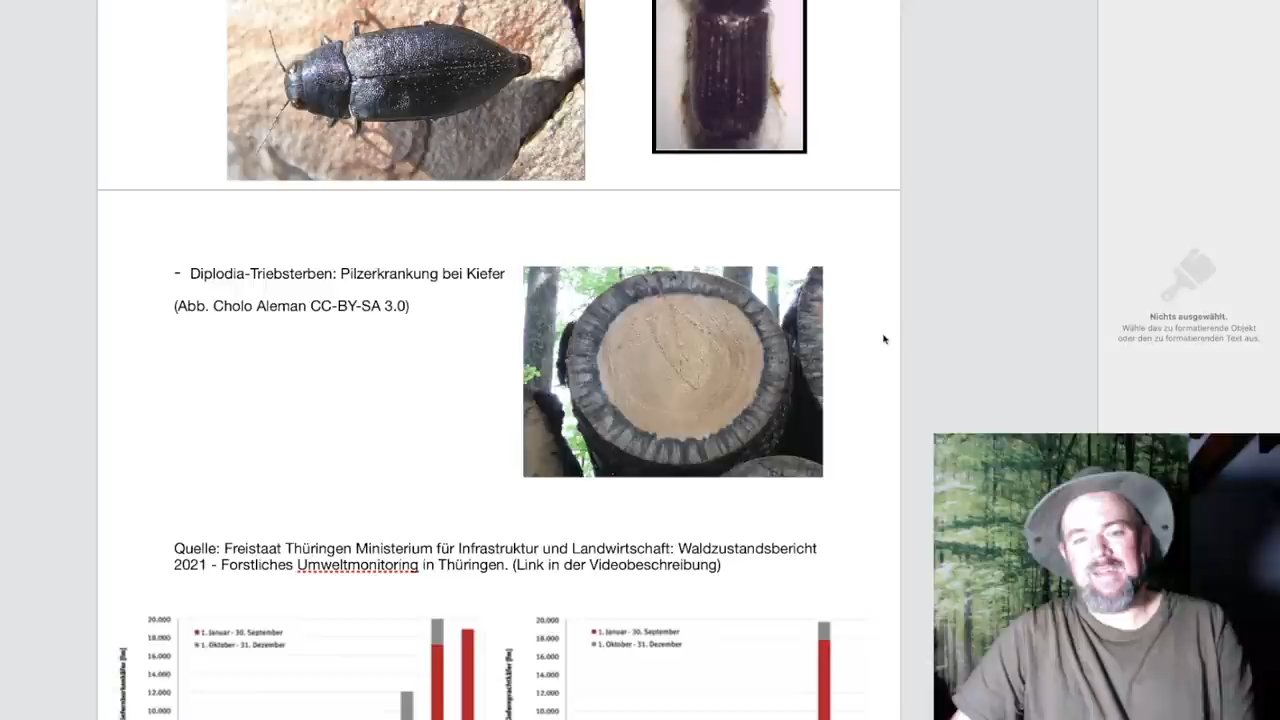 - Diplodia-Triebsterben: Pilzerkrankung bei Kiefer
(Abb. Cholo Aleman CC-BY-SA 3.0)
Nichts ausgewählt.
Wähle das zu formatierende Objekt
oder den zu formatierenden Text aus.
Quelle: Freistaat Thüringen Ministerium für Infrastruktur und Landwirtschaft: Waldzustandsbericht
2021 - Forstliches Umweltmonitoring in Thüringen. (Link in der Videobeschreibung)
20.000
18.000
16.000
14.000
12.000
10.000
1. Januar - 30. September
1. Oktober - 31. Dezember
20.000
18.000
16.000
14.000
12.000
10.000
1. Januar - 30. September
1. Oktober - 31. Dezember